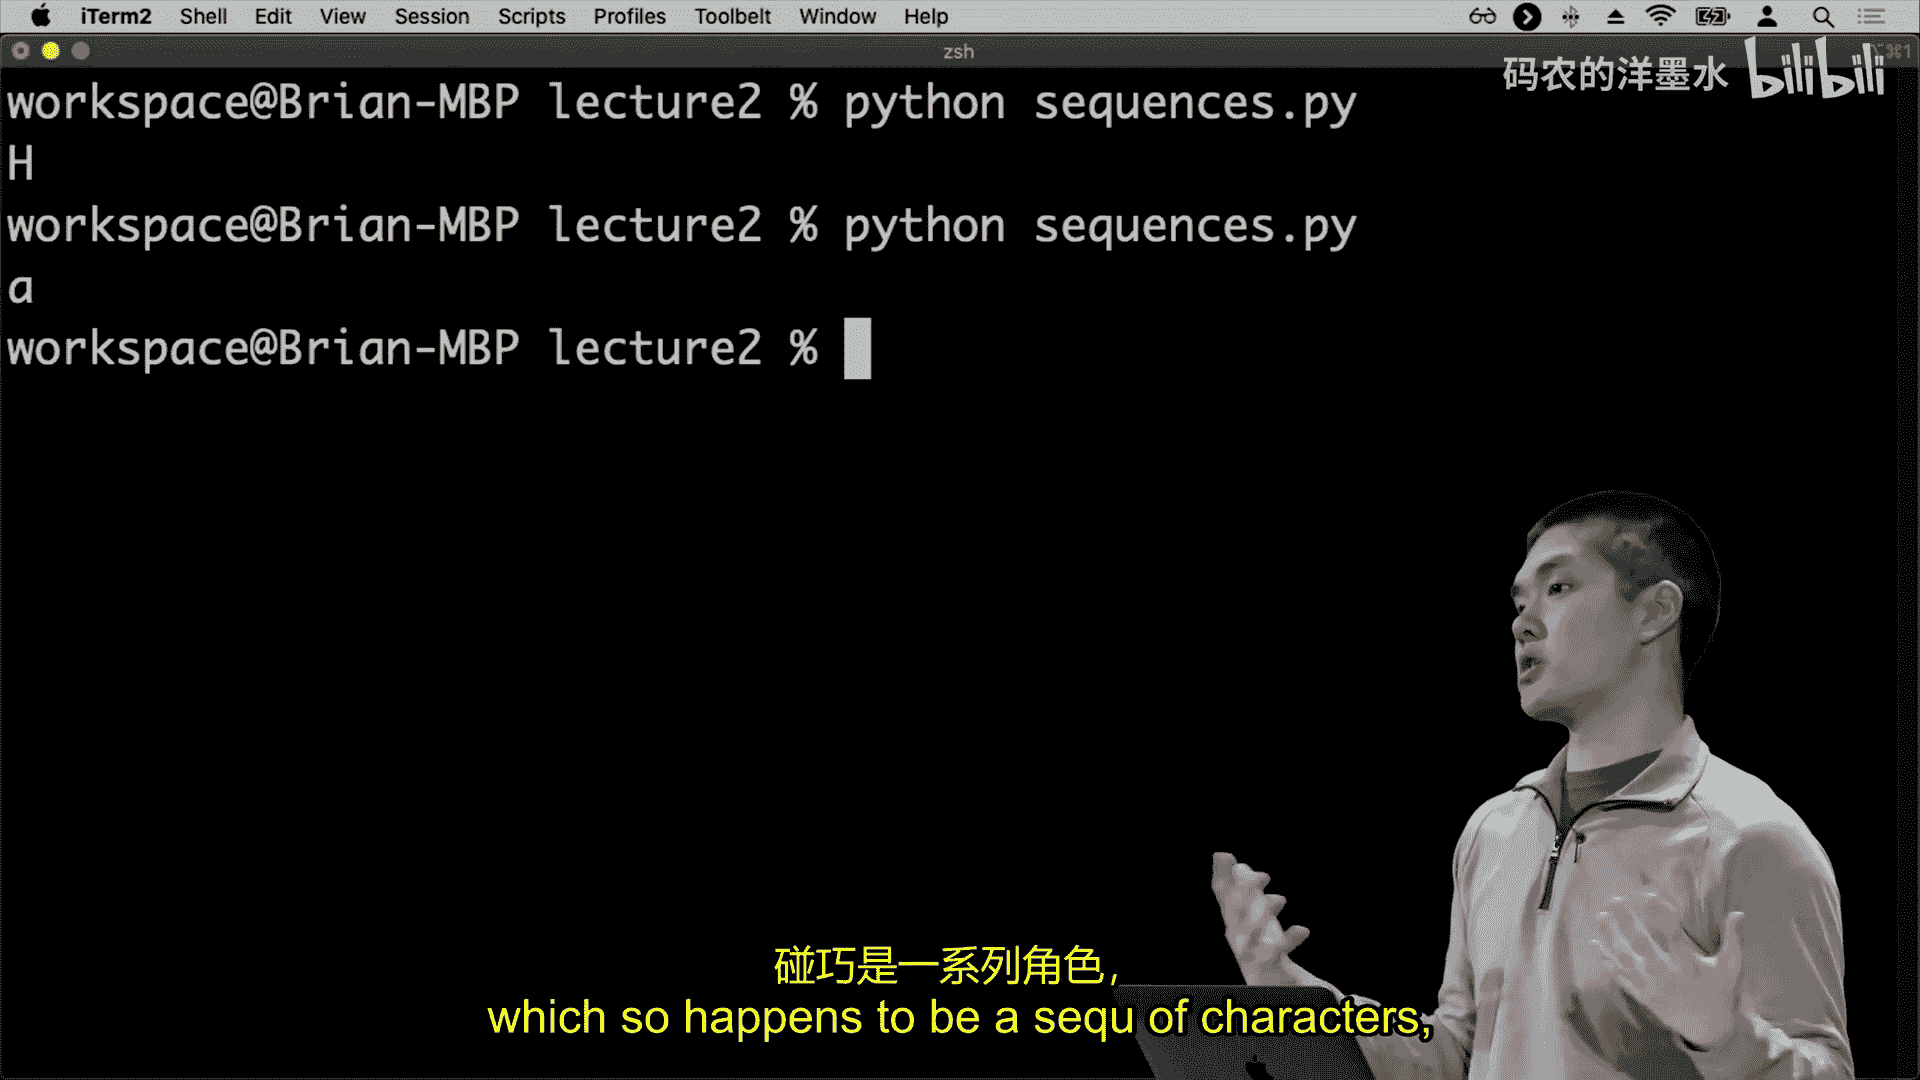 iTerm2 Shell Edit View Session Scripts Profiles Toolbelt Window Help
zsh
⌘1
码农的洋墨水 bilibili
workspace@Brian-MBP lecture2 % python sequences.py
H
workspace@Brian-MBP lecture2 % python sequences.py
a
workspace@Brian-MBP lecture2 %
碰巧是一系列角色，
which so happens to be a sequ of characters,